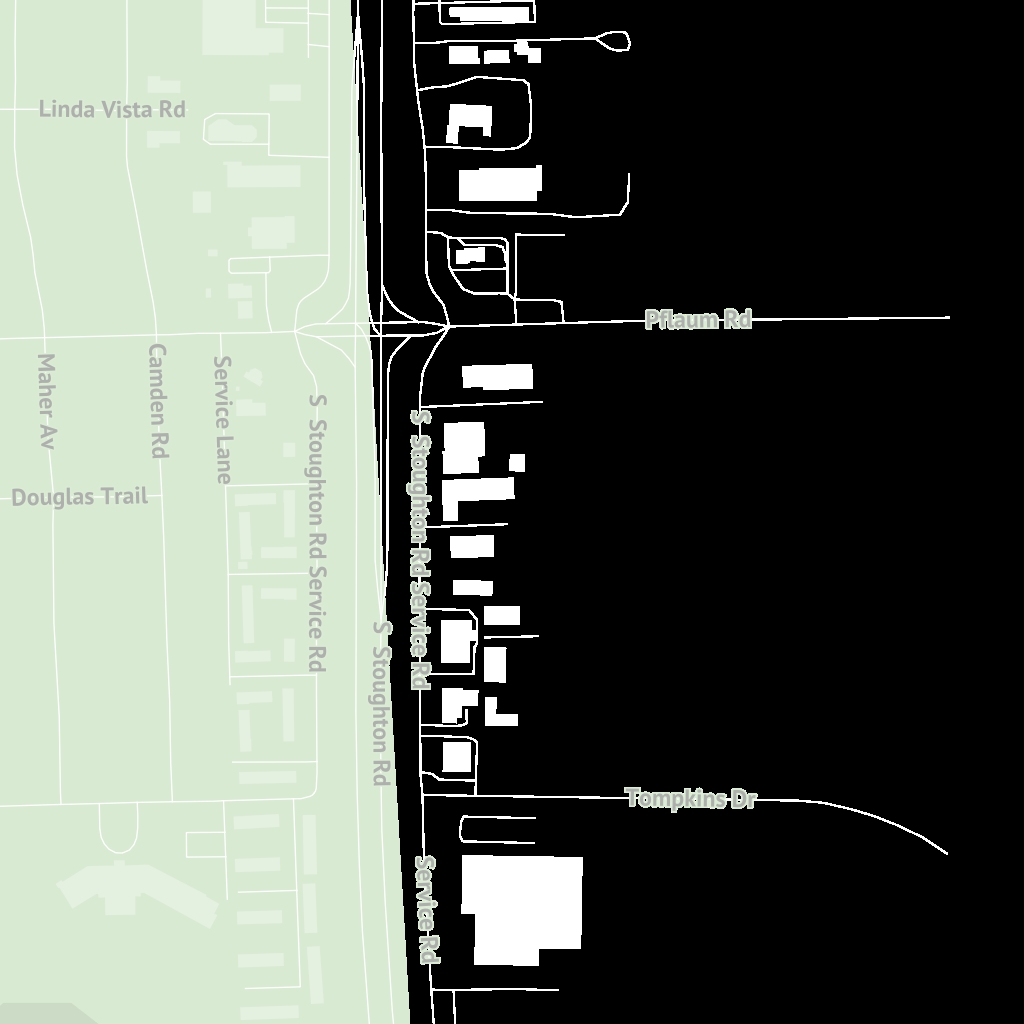 Linda Vista Rd
Pflaum Rd
Maher Av
Camden Rd
Service Lane
S Stoughton Rd Service Rd
S Stoughton Rd Service Rd
Douglas Trail
S Stoughton Rd
Tompkins Dr
Service Rd